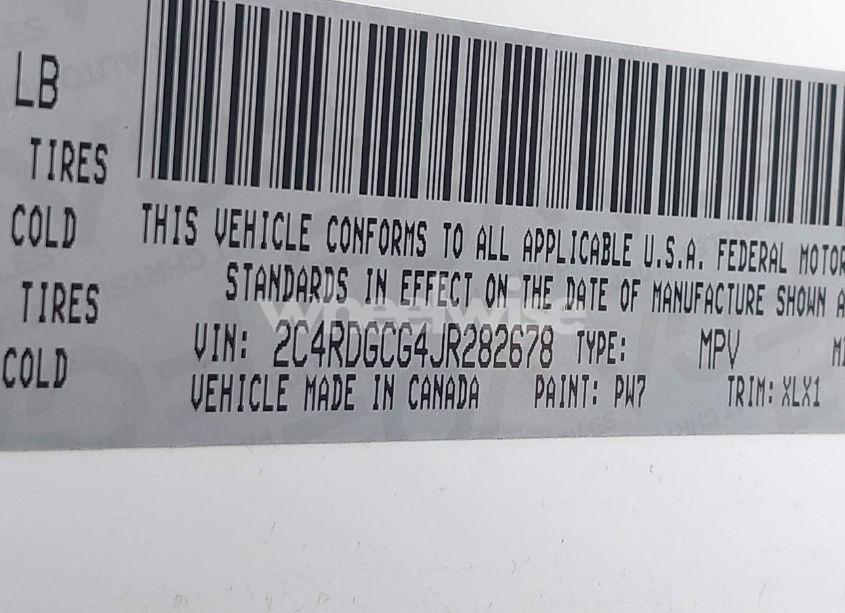 LB
TIRES
COLD
TIRES
COLD
THIS VEHICLE CONFORMS TO ALL APPLICABLE U.S.A. FEDERAL MOTOR
STANDARDS IN EFFECT ON THE DATE OF MANUFACTURE SHOWN A
wheelwise
VIN: 2C4RDGCG4JR282678 TYPE: MPV
VEHICLE MADE IN CANADA PAINT: PW7 TRIM: XLX1